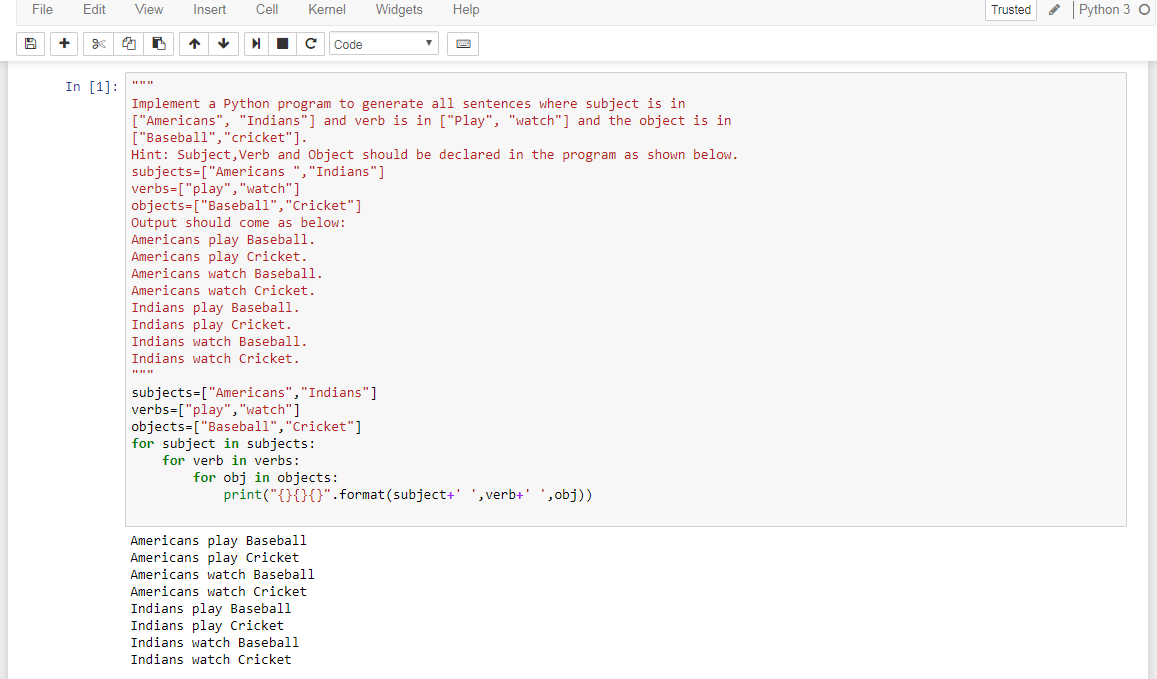 File Edit View Insert Cell Kernel Widgets Help Trusted Python 3
Code
In [1]: """
Implement a Python program to generate all sentences where subject is in
["Americans", "Indians"] and verb is in ["Play", "watch"] and the object is in
["Baseball","cricket"].
Hint: Subject,Verb and Object should be declared in the program as shown below.
subjects=["Americans ","Indians"]
verbs=["play","watch"]
objects=["Baseball","Cricket"]
Output should come as below:
Americans play Baseball.
Americans play Cricket.
Americans watch Baseball.
Americans watch Cricket.
Indians play Baseball.
Indians play Cricket.
Indians watch Baseball.
Indians watch Cricket.
"""
subjects=["Americans","Indians"]
verbs=["play","watch"]
objects=["Baseball","Cricket"]
for subject in subjects:
    for verb in verbs:
        for obj in objects:
            print("{}{}{}".format(subject+' ',verb+' ',obj))
Americans play Baseball
Americans play Cricket
Americans watch Baseball
Americans watch Cricket
Indians play Baseball
Indians play Cricket
Indians watch Baseball
Indians watch Cricket